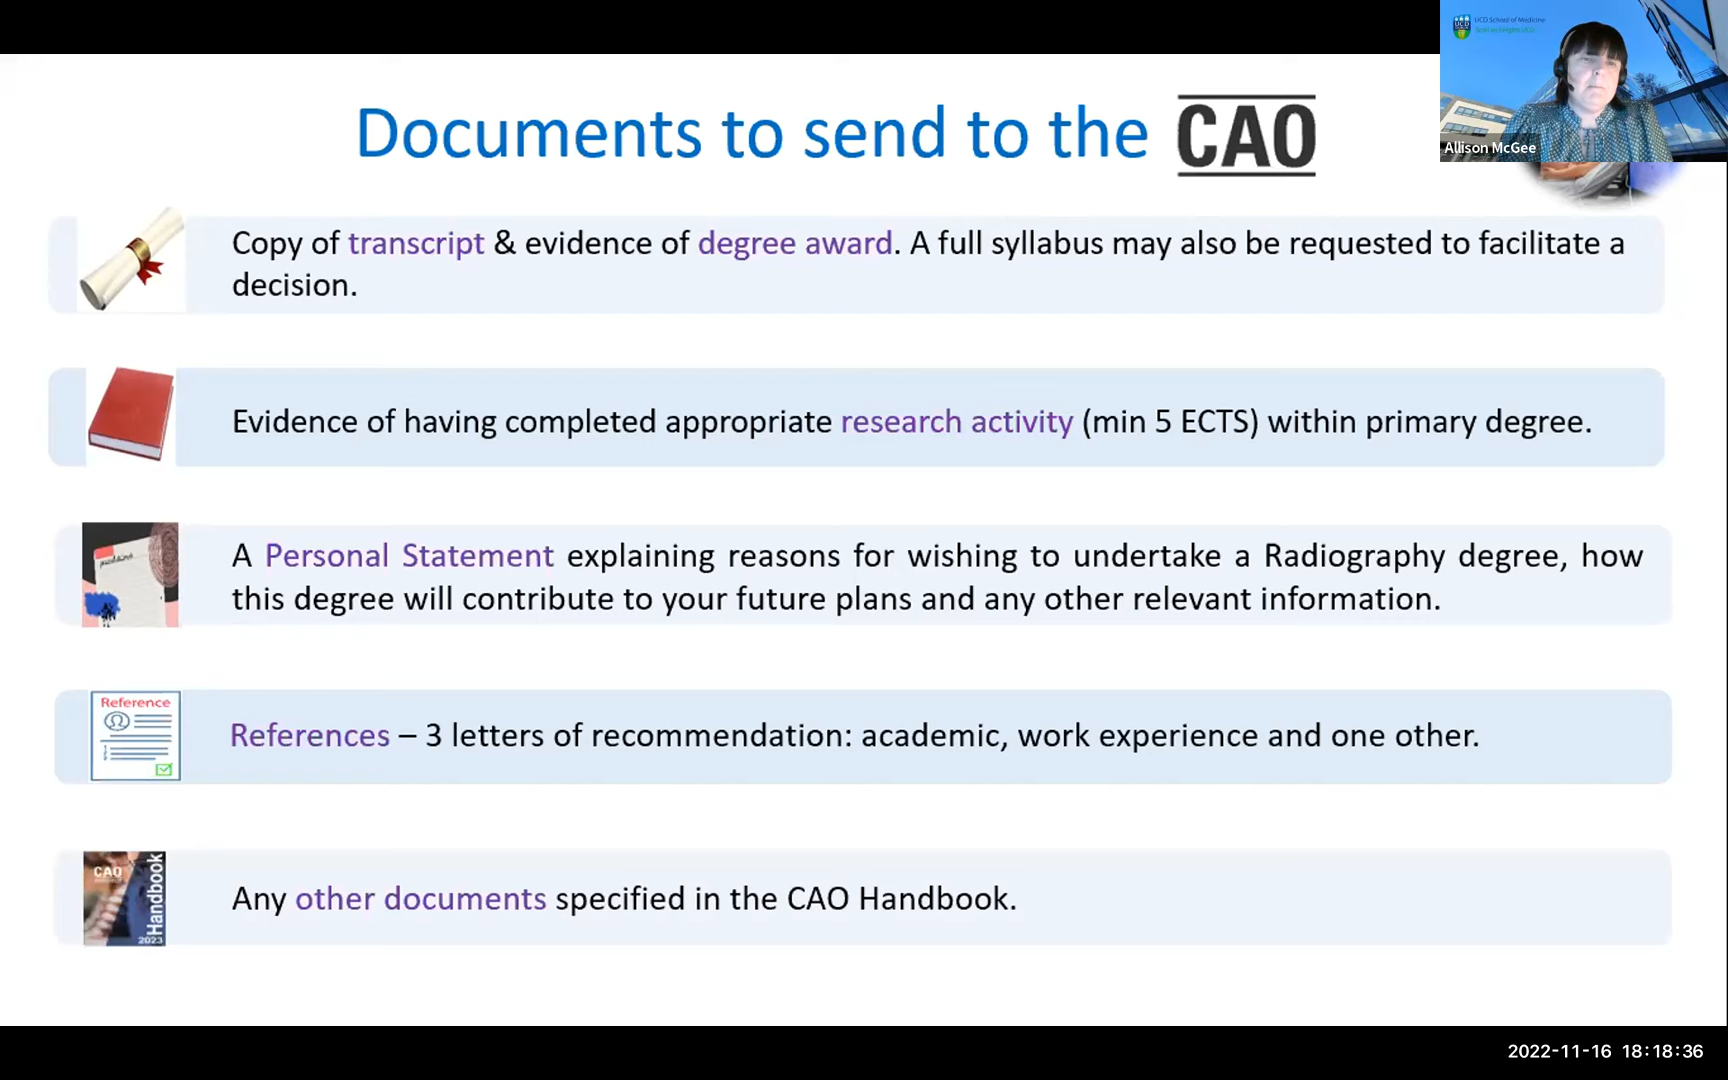 UCD School of Medicine
Documents to send to the CAO
Allison McGee
Copy of transcript & evidence of degree award. A full syllabus may also be requested to facilitate a
decision.
Evidence of having completed appropriate research activity (min 5 ECTS) within primary degree.
A Personal Statement explaining reasons for wishing to undertake a Radiography degree, how
this degree will contribute to your future plans and any other relevant information.
Reference
References – 3 letters of recommendation: academic, work experience and one other.
CAO
Handbook
2023
Any other documents specified in the CAO Handbook.
2022-11-16 18:18:36